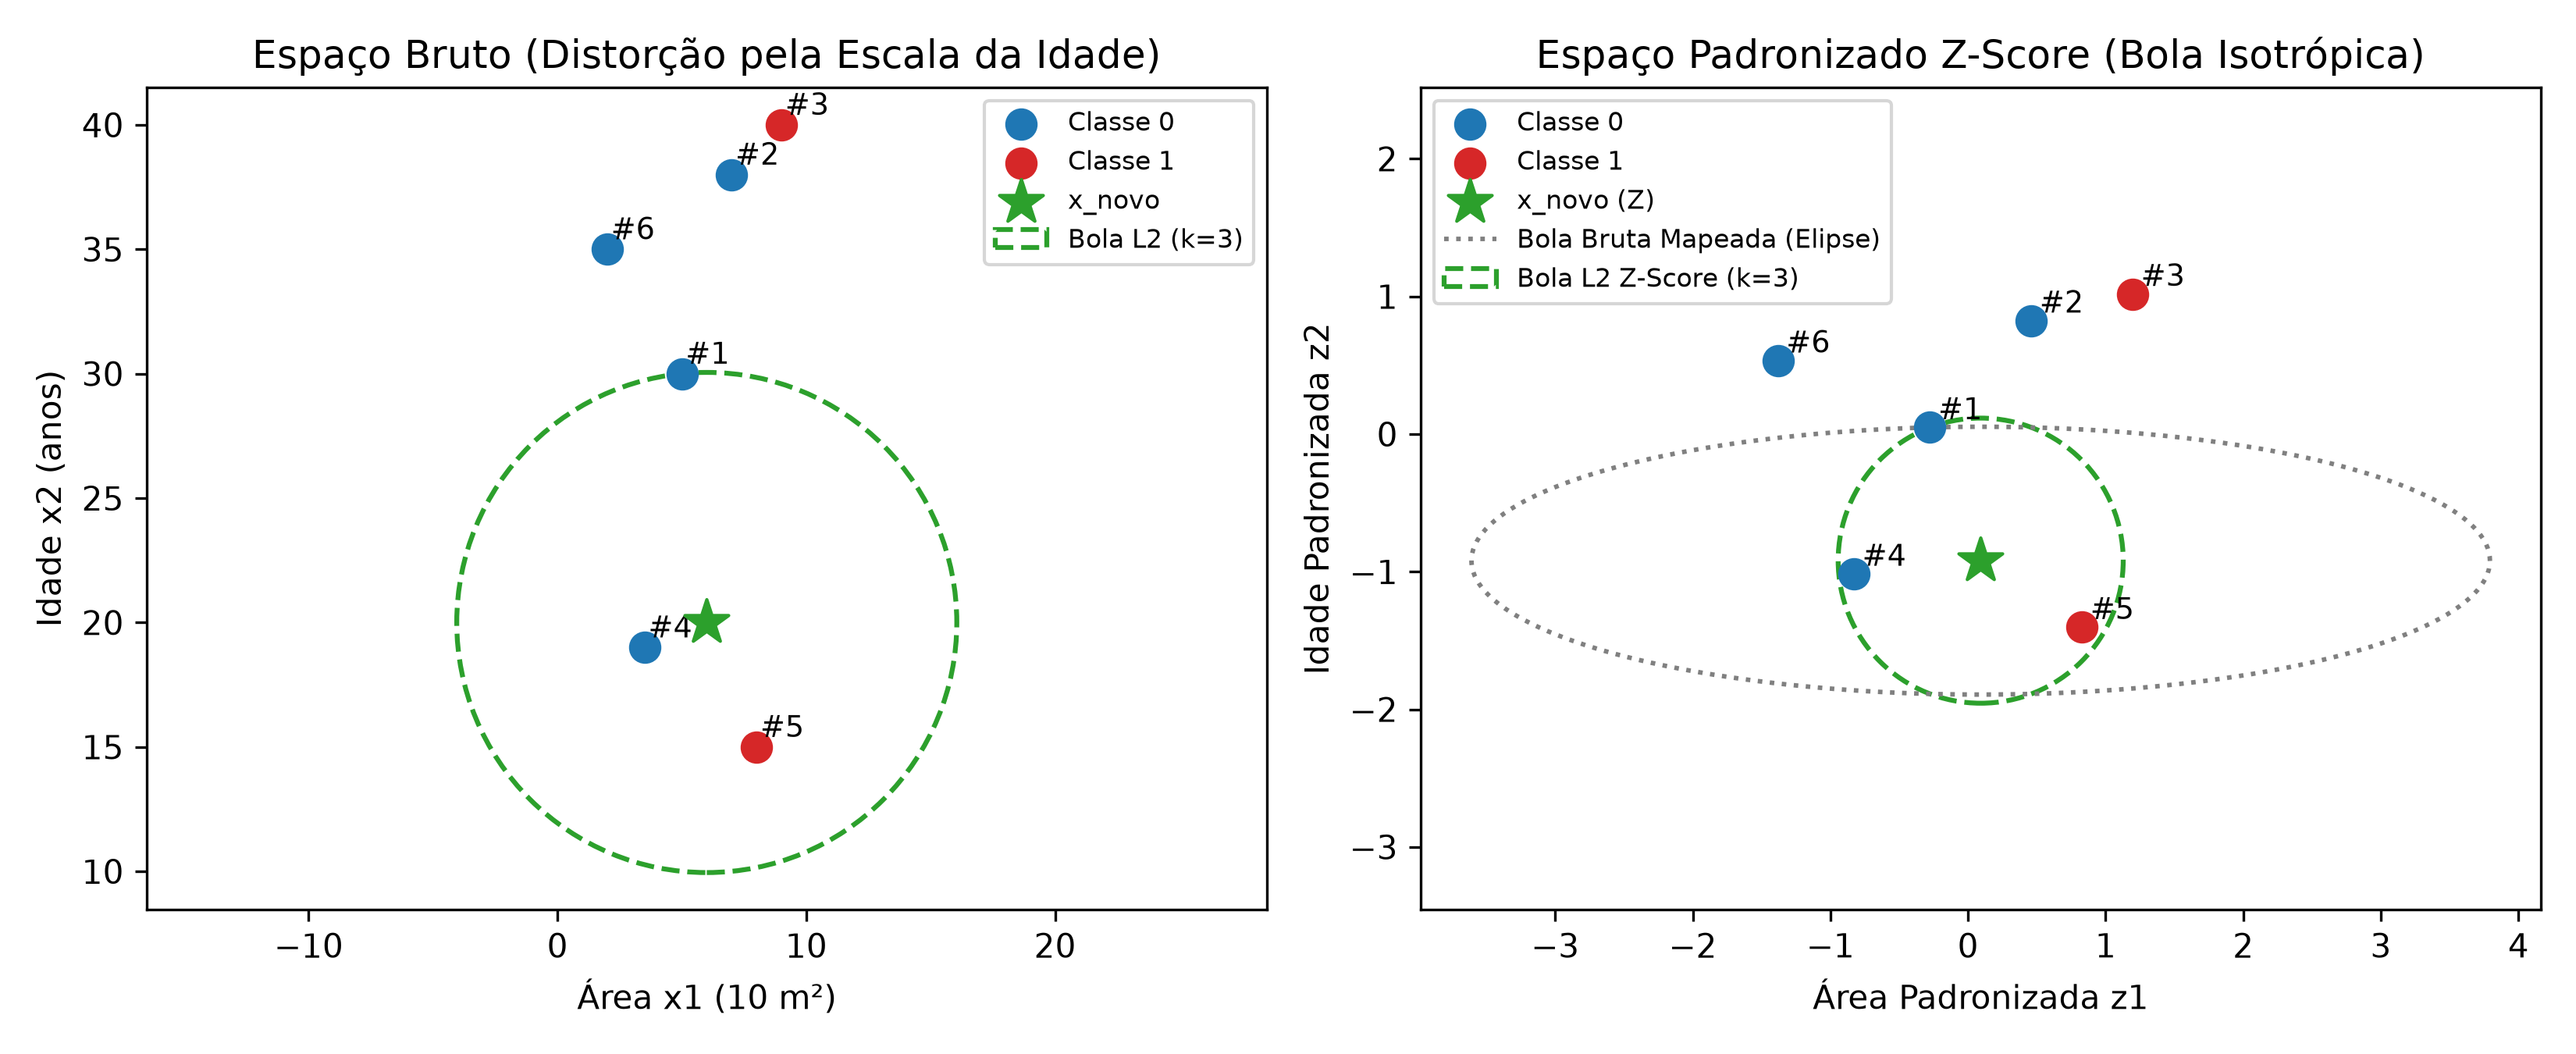 Espaço Bruto (Distorção pela Escala da Idade)
Idade x2 (anos)
40
35
30
25
20
15
10
#3
#2
#6
#1
#4
#5
Classe 0
Classe 1
x_novo
Bola L2 (k=3)
−10
0
10
20
Área x1 (10 m²)
Espaço Padronizado Z-Score (Bola Isotrópica)
Idade Padronizada z2
2
1
0
−1
−2
−3
Classe 0
Classe 1
x_novo (Z)
Bola Bruta Mapeada (Elipse)
Bola L2 Z-Score (k=3)
#3
#2
#6
#1
#4
#5
−3
−2
−1
0
1
2
3
4
Área Padronizada z1